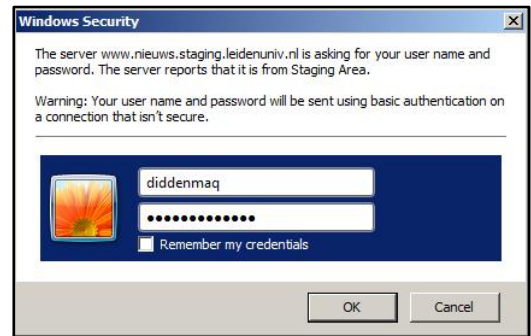 Windows Security
The server www.nieuws.staging.leidenuniv.nl is asking for your user name and
password. The server reports that it is from Staging Area.
Warning: Your user name and password will be sent using basic authentication on
a connection that isn't secure.
diddenmaq
•••••••••••••
Remember my credentials
OK Cancel